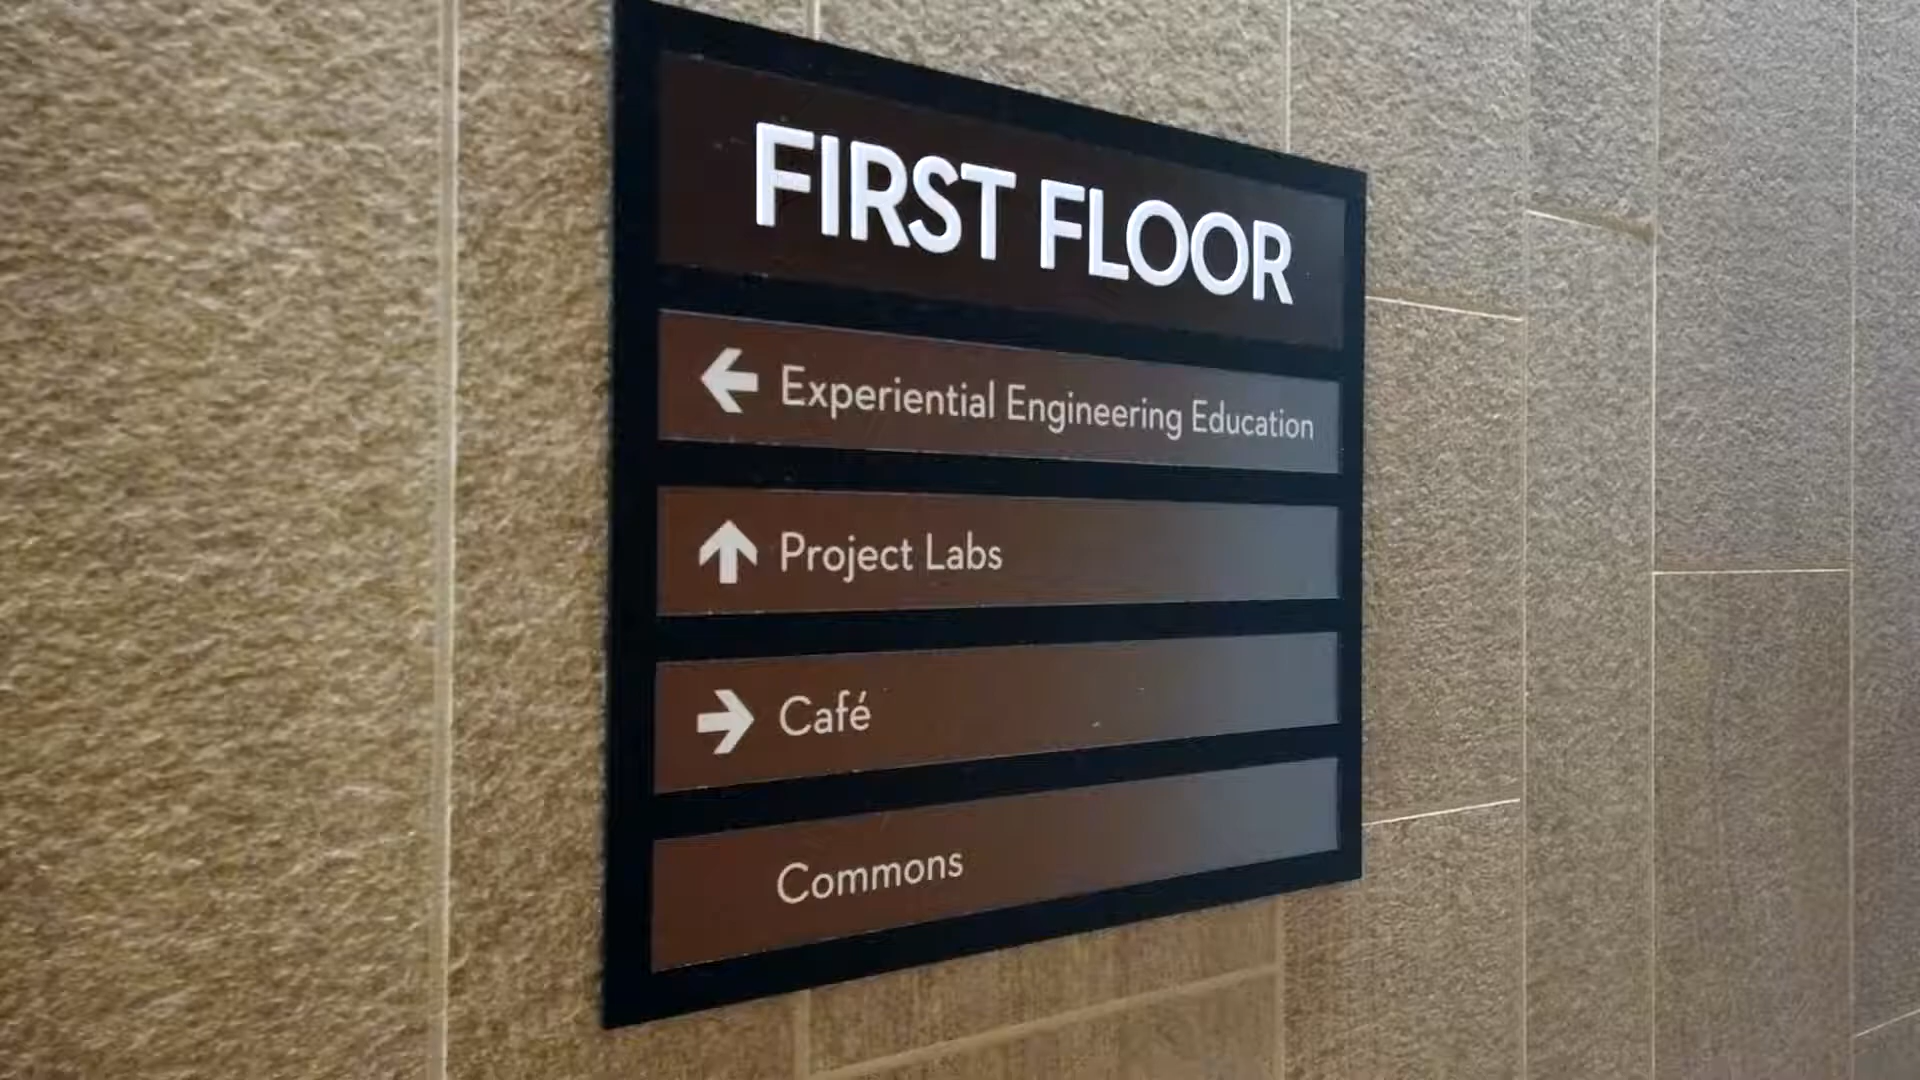 FIRST FLOOR
← Experiential Engineering Education
↑ Project Labs
→ Café
Commons